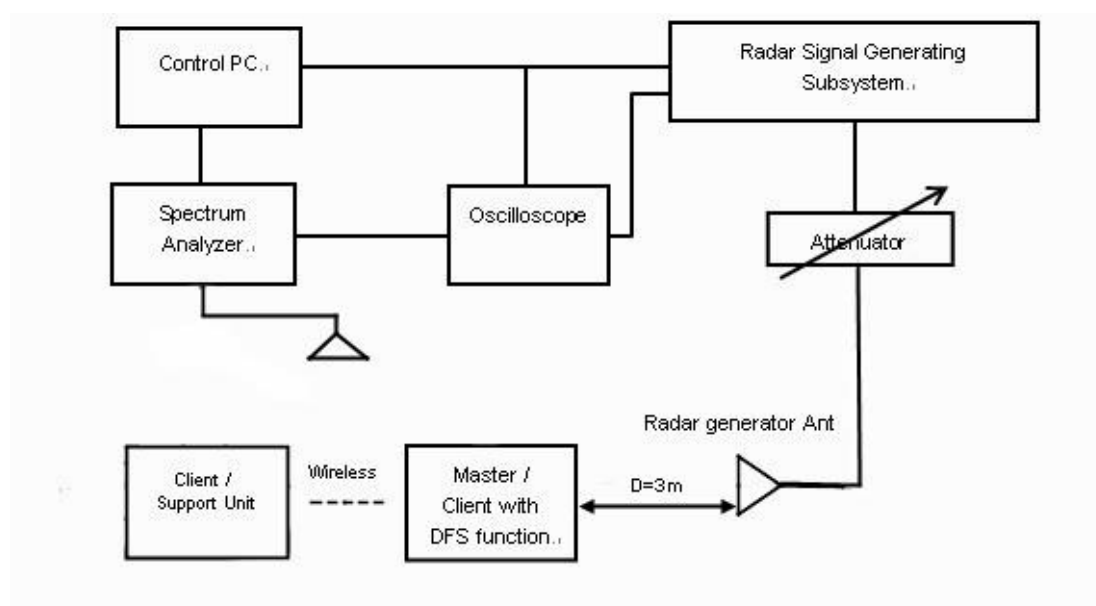 Control PC
Radar Signal Generating
Subsystem
Spectrum
Analyzer
Oscilloscope
Attenuator
Radar generator Ant
Client /
Support Unit
Wireless
Master /
Client with
DFS function
D=3m